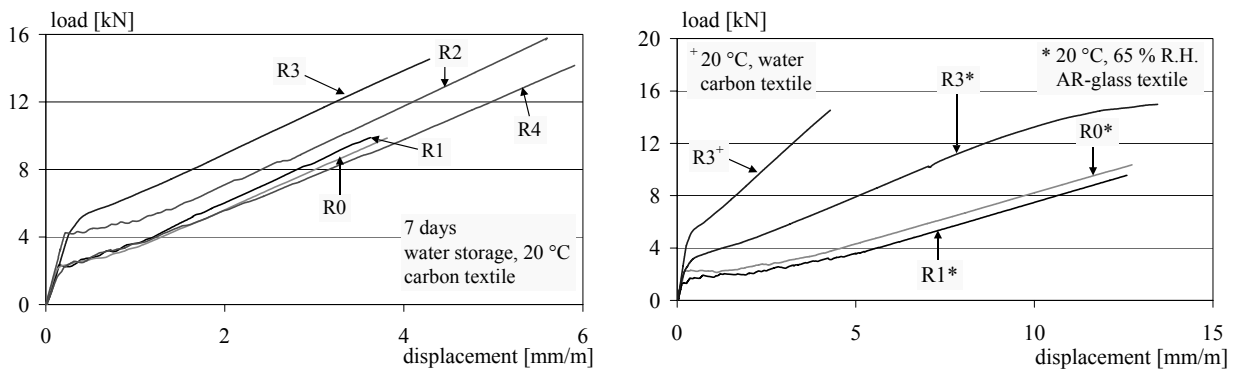 load [kN]
16
12
8
4
0
0
2
4
6
displacement [mm/m]
R3
R2
R4
R1
R0
7 days
water storage, 20 °C
carbon textile
load [kN]
20
16
12
8
4
0
0
5
10
15
displacement [mm/m]
+ 20 °C, water
carbon textile
* 20 °C, 65 % R.H.
AR-glass textile
R3*
R0*
R3+
R1*